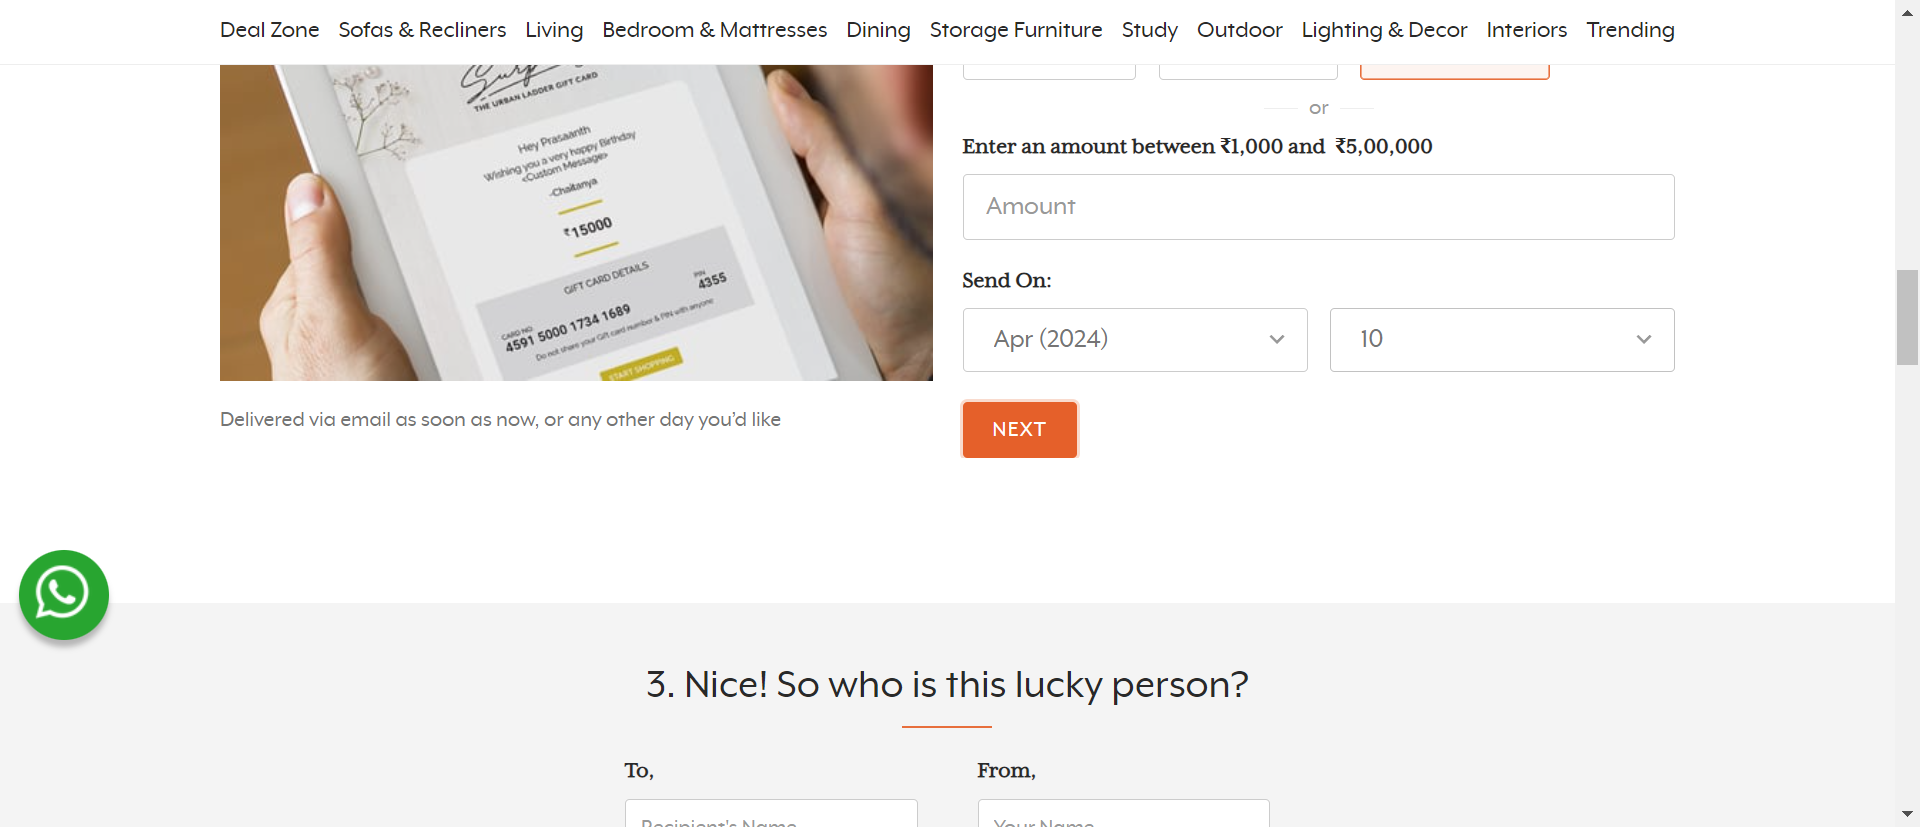 Deal Zone Sofas & Recliners Living Bedroom & Mattresses Dining Storage Furniture Study Outdoor Lighting & Decor Interiors Trending
THE URBAN LADDER GIFT CARD
Hey Prasaanth
Wishing you a very happy Birthday
<Custom Message>
-Chaitanya
₹15000
GIFT CARD DETAILS
CARD NO.
4591 5000 1734 1689
PIN
4355
Do not share your Gift card number & PIN with anyone
START SHOPPING
Delivered via email as soon as now, or any other day you’d like
or
Enter an amount between ₹1,000 and ₹5,00,000
Amount
Send On:
Apr (2024) 10
NEXT
3. Nice! So who is this lucky person?
To, From,
Recipient's Name Your Name